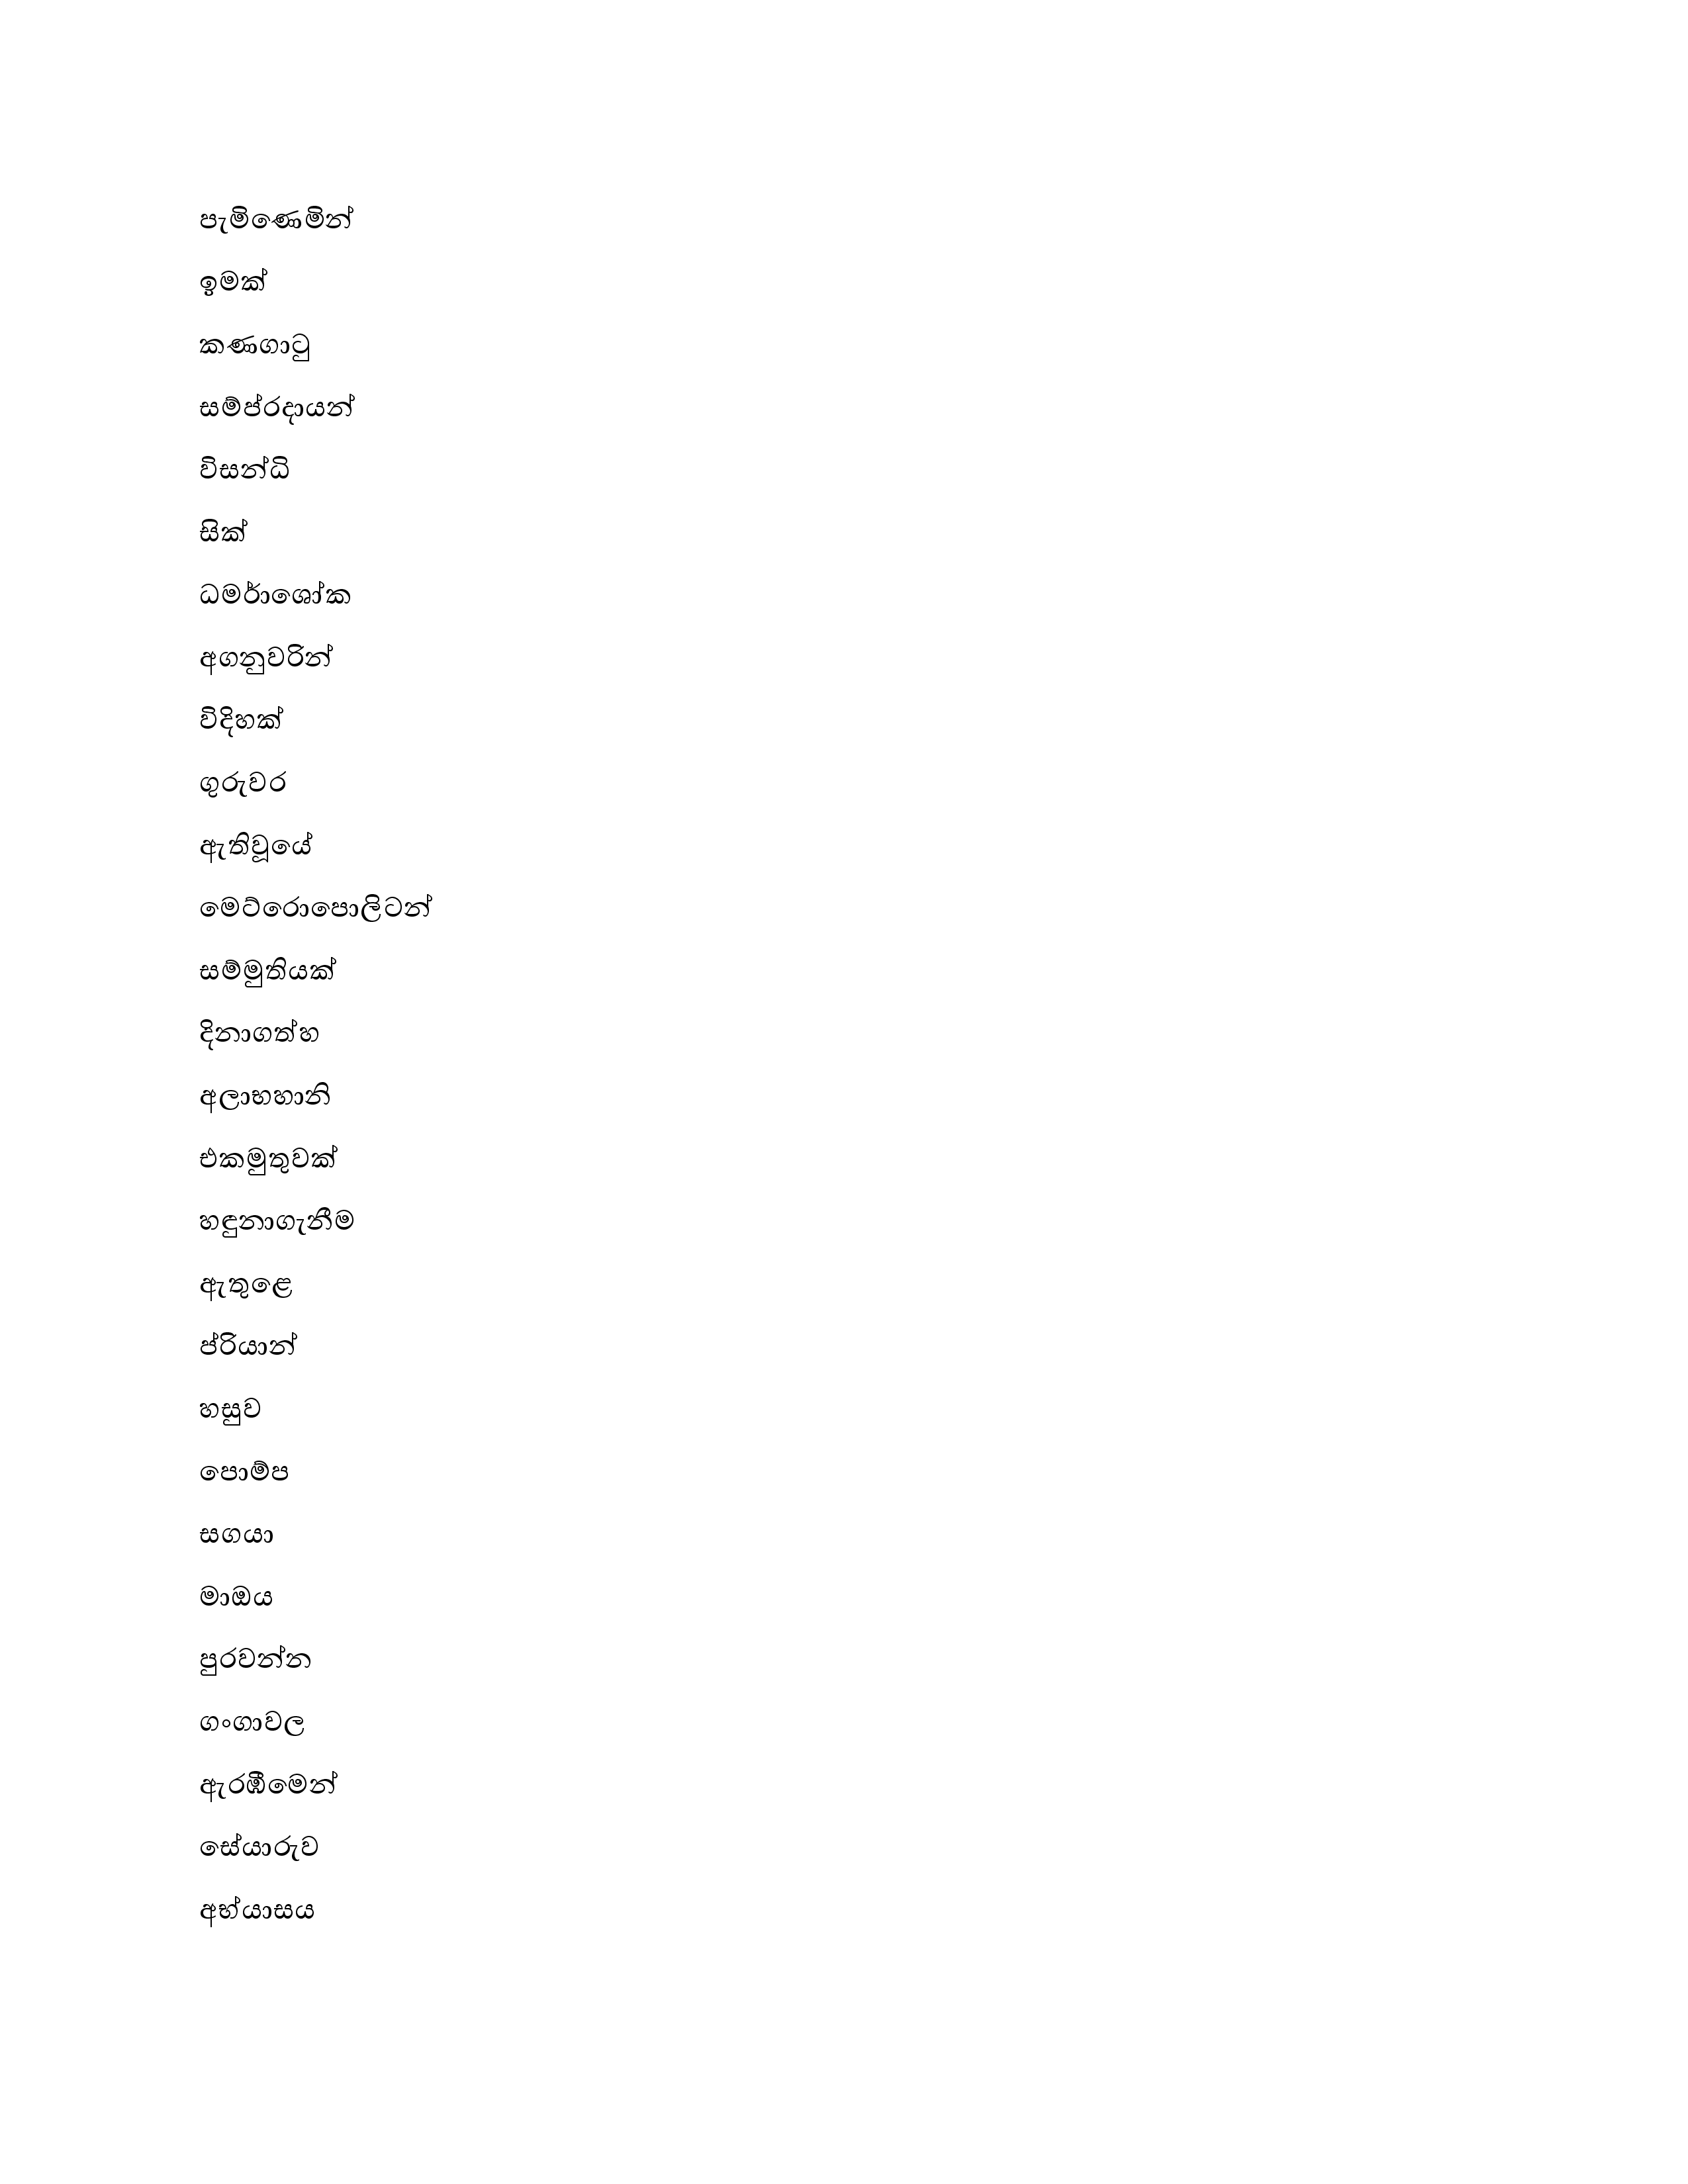 පැමිණෙමින්
ඉමක්
කණගාටු
සම්ප්රදායන්
විසන්ධි
සික්
ධර්මාශෝක
අගනුවරින්
විදිහක්
ගුරුවර
ඇතිවූයේ
මෙට්රොපොලිටන්
සම්මුතියක්
දිනාගත්හ
අලාභහානි
එකමුතුවක්
හඳුනාගැනීම
ඇතුළෙ
ප්රියාන්
හසුව
පොම්ප
සගයා
මාඔය
පුරවන්න
ගංගාවල
ඇරඹීමෙන්
සේයාරුව
අභ්යාසය